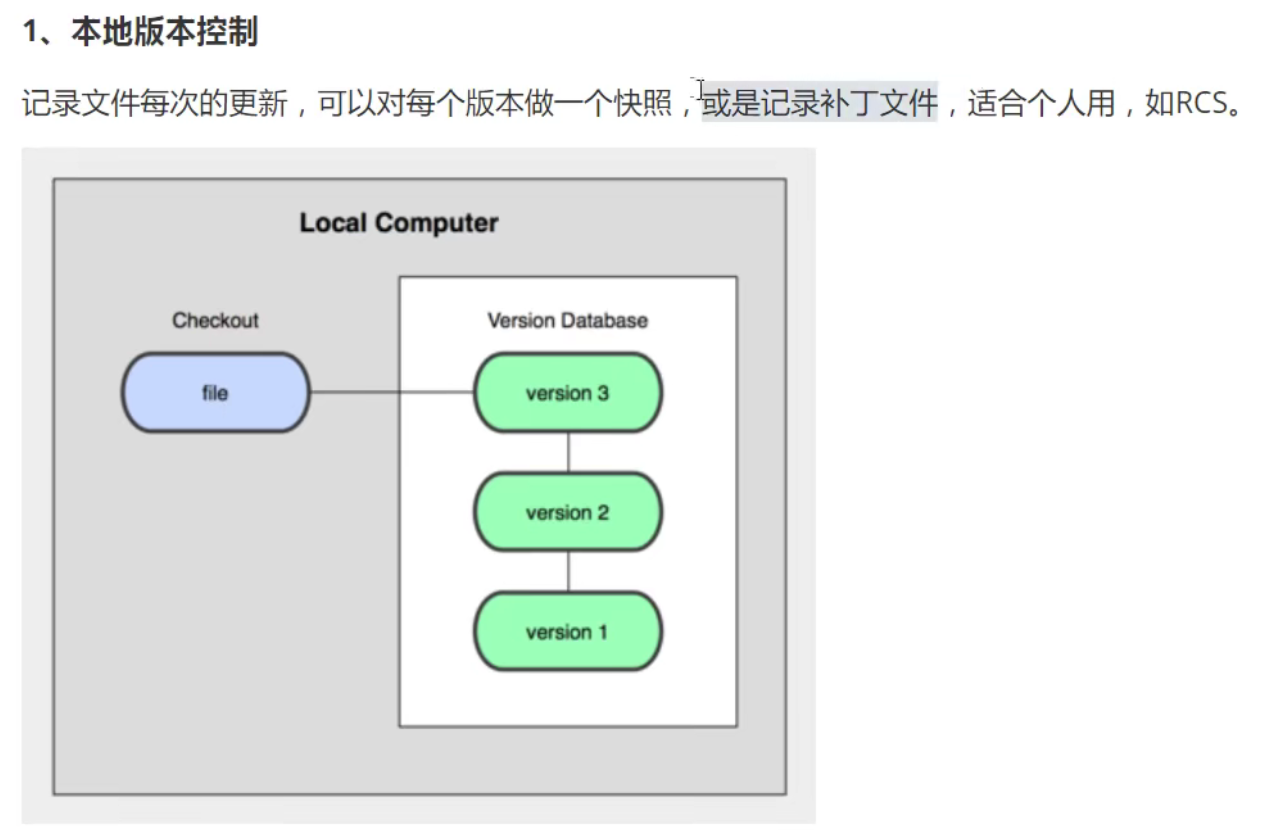 1、本地版本控制
记录文件每次的更新，可以对每个版本做一个快照，或是记录补丁文件，适合个人用，如RCS。
Local Computer
Checkout
Version Database
file
version 3
version 2
version 1